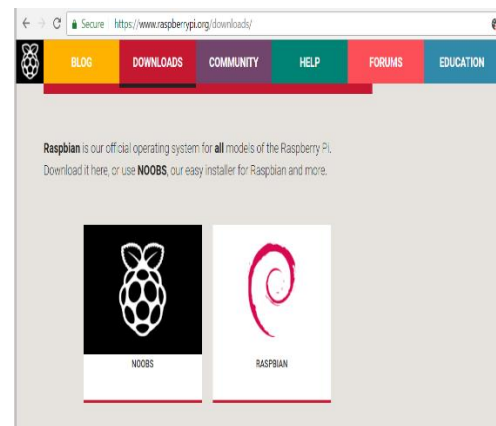 Secure https://www.raspberrypi.org/downloads/
BLOG DOWNLOADS COMMUNITY HELP FORUMS EDUCATION
Raspbian is our official operating system for all models of the Raspberry Pi.
Download it here, or use NOOBS, our easy installer for Raspbian and more.
NOOBS RASPBIAN